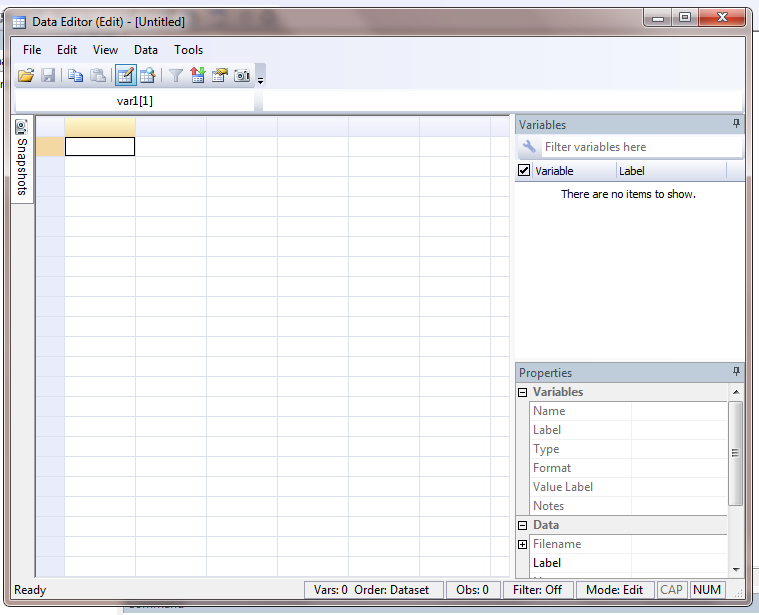 Data Editor (Edit) - [Untitled]
File Edit View Data Tools
var1[1]
Snapshots
Variables
Filter variables here
Variable Label
There are no items to show.
Properties
Variables
Name
Label
Type
Format
Value Label
Notes
Data
Filename
Label
Ready
Vars: 0 Order: Dataset
Obs: 0
Filter: Off
Mode: Edit
CAP
NUM